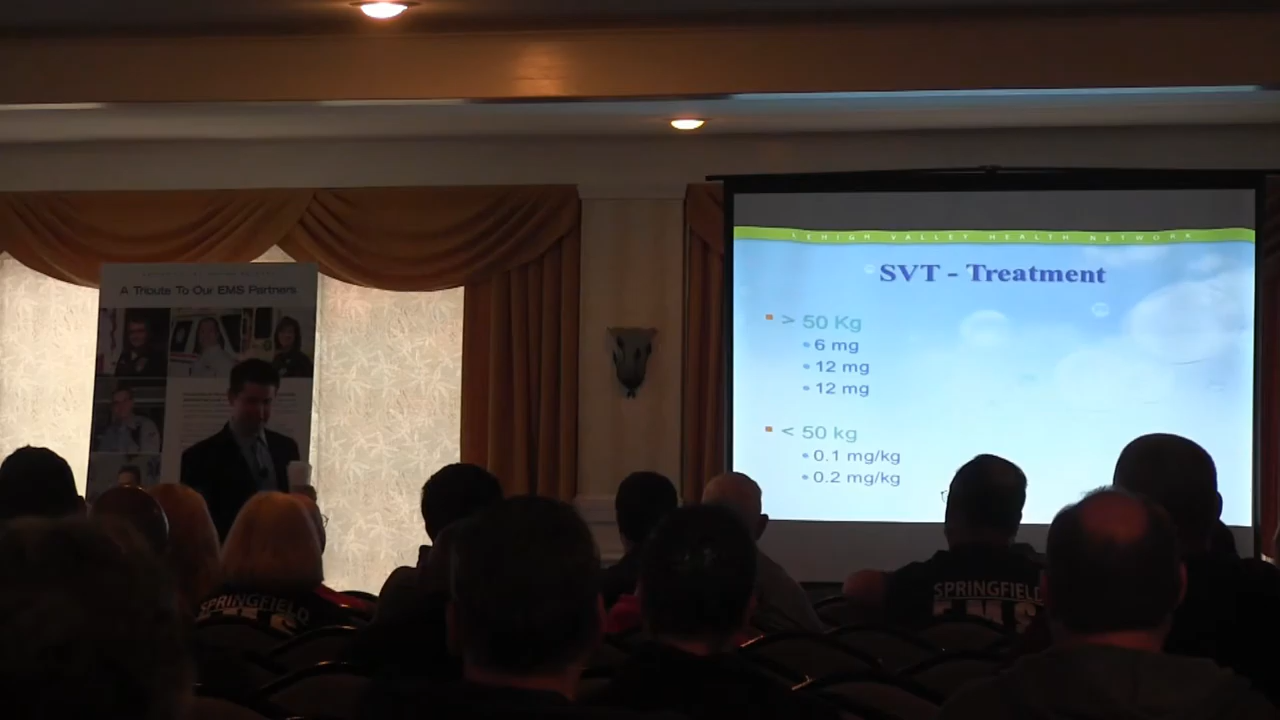 A Tribute To Our EMS Partners
LEHIGH VALLEY HEALTH NETWORK
SVT - Treatment
> 50 Kg
6 mg
12 mg
12 mg
< 50 kg
0.1 mg/kg
0.2 mg/kg
SPRINGFIELD
SPRINGFIELD
EMS